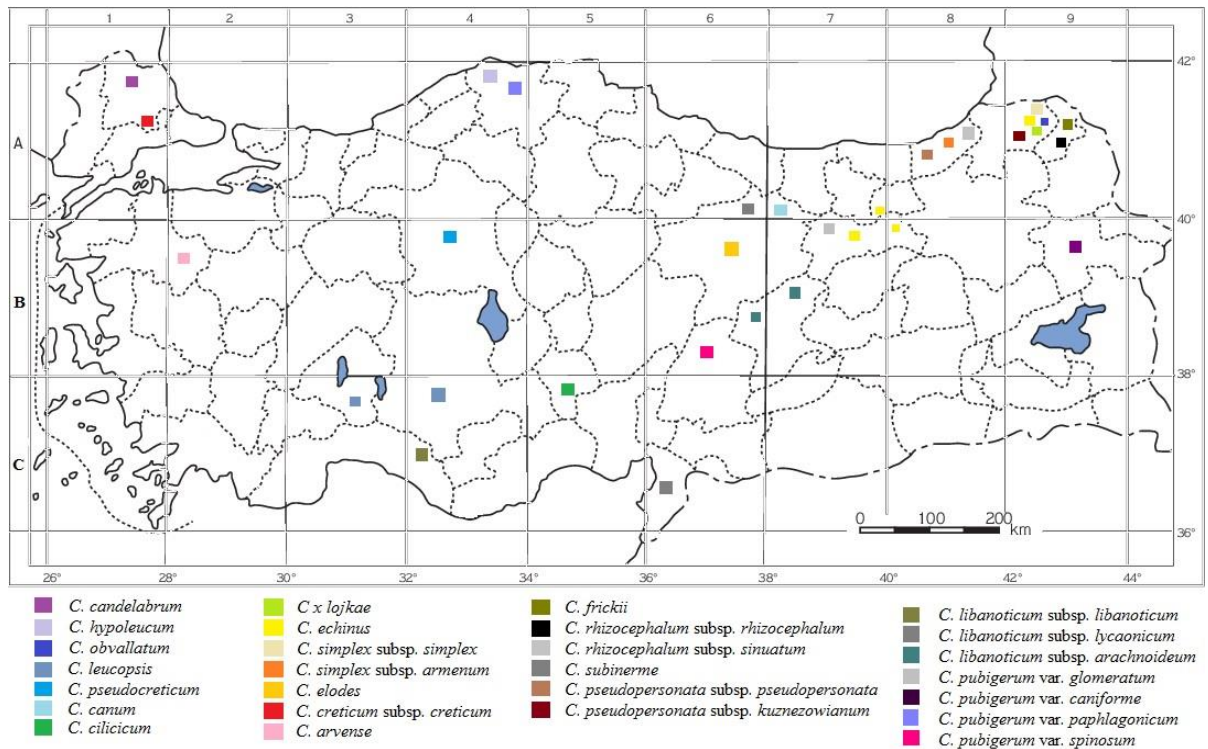 1 2 3 4 5 6 7 8 9
42°
A
40°
B
38°
C
0 100 200
km
36°
26° 28° 30° 32° 34° 36° 38° 40° 42° 44°
C. candelabrum
C. hypoleucum
C. obvallatum
C. leucopsis
C. pseudocreticum
C. canum
C. cilicicum
C x lojkae
C. echinus
C. simplex subsp. simplex
C. simplex subsp. armenum
C. elodes
C. creticum subsp. creticum
C. arvense
C. frickii
C. rhizocephalum subsp. rhizocephalum
C. rhizocephalum subsp. sinuatum
C. subinerme
C. pseudopersonata subsp. pseudopersonata
C. pseudopersonata subsp. kuznezowianum
C. libanoticum subsp. libanoticum
C. libanoticum subsp. lycaonicum
C. libanoticum subsp. arachnoideum
C. pubigerum var. glomeratum
C. pubigerum var. caniforme
C. pubigerum var. paphlagonicum
C. pubigerum var. spinosum